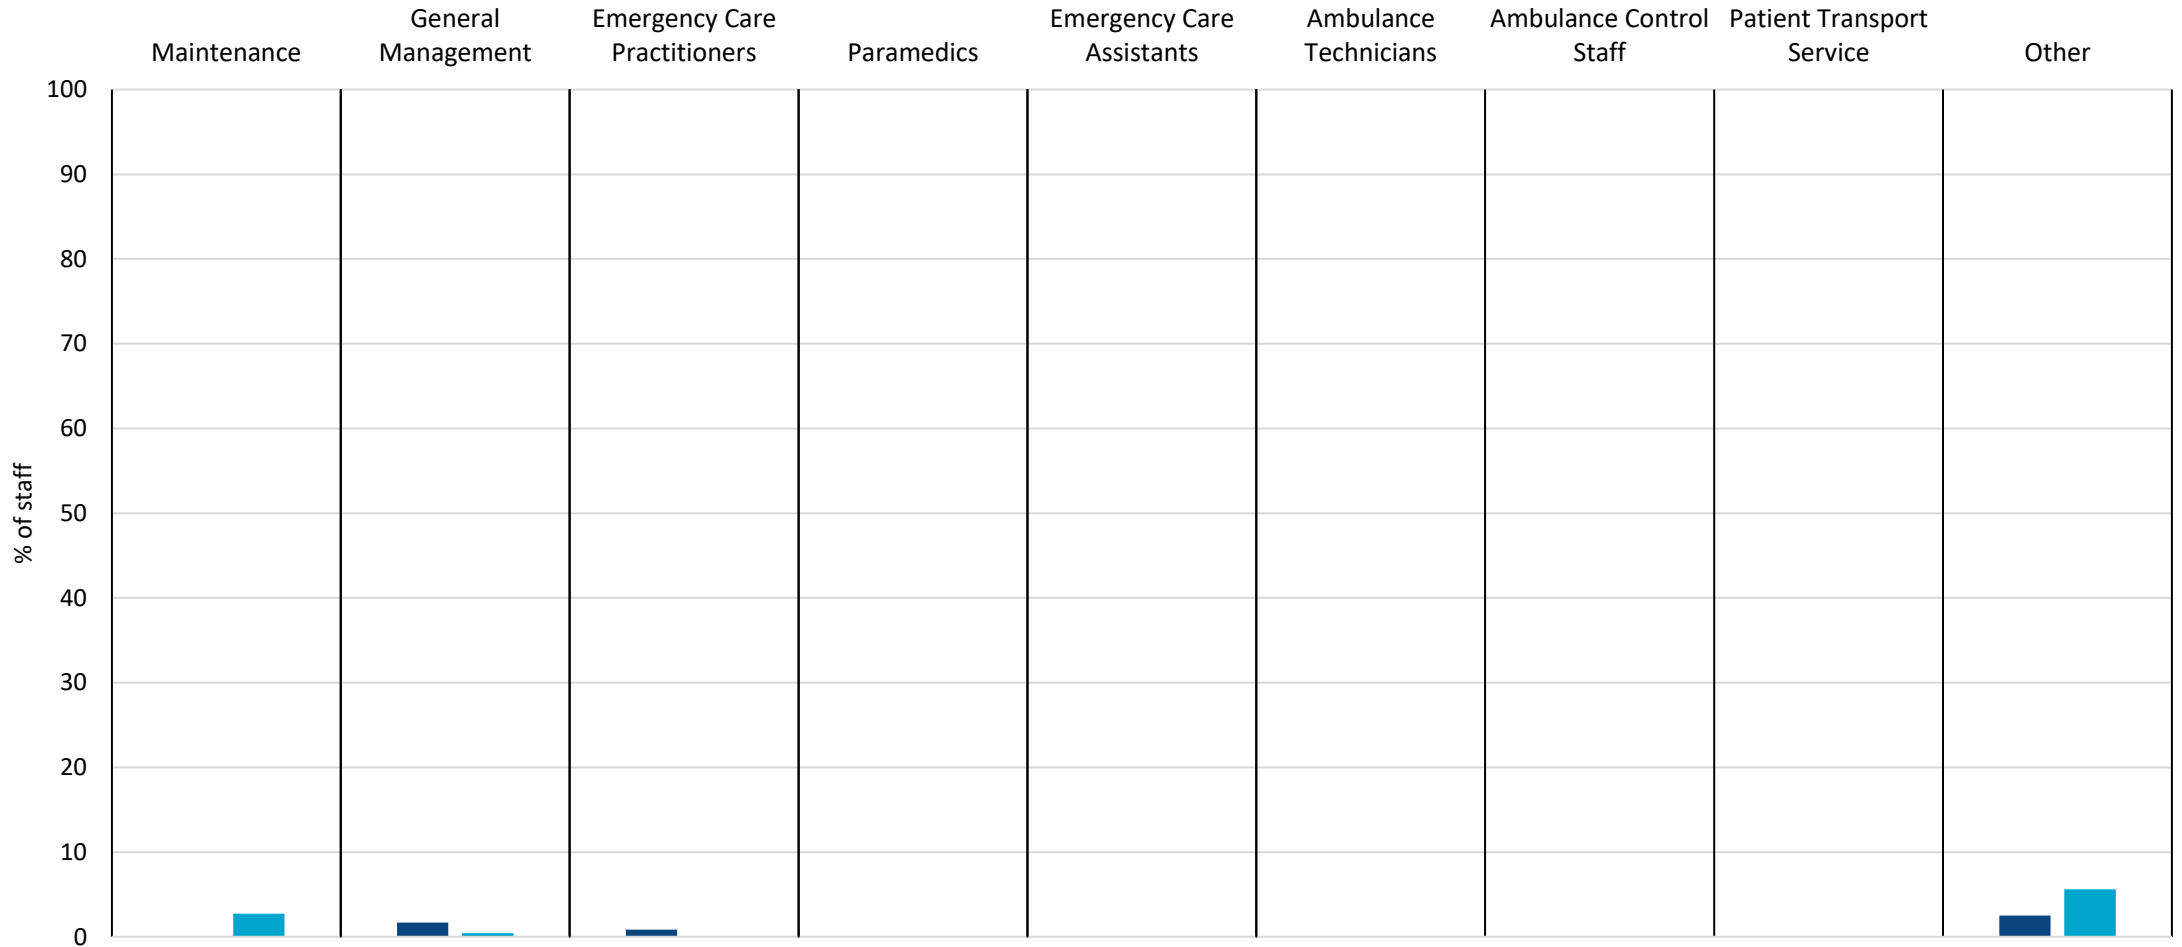 Maintenance
General
Management
Emergency Care
Practitioners
Paramedics
Emergency Care
Assistants
Ambulance
Technicians
Ambulance Control
Staff
Patient Transport
Service
Other
% of staff
100
90
80
70
60
50
40
30
20
10
0